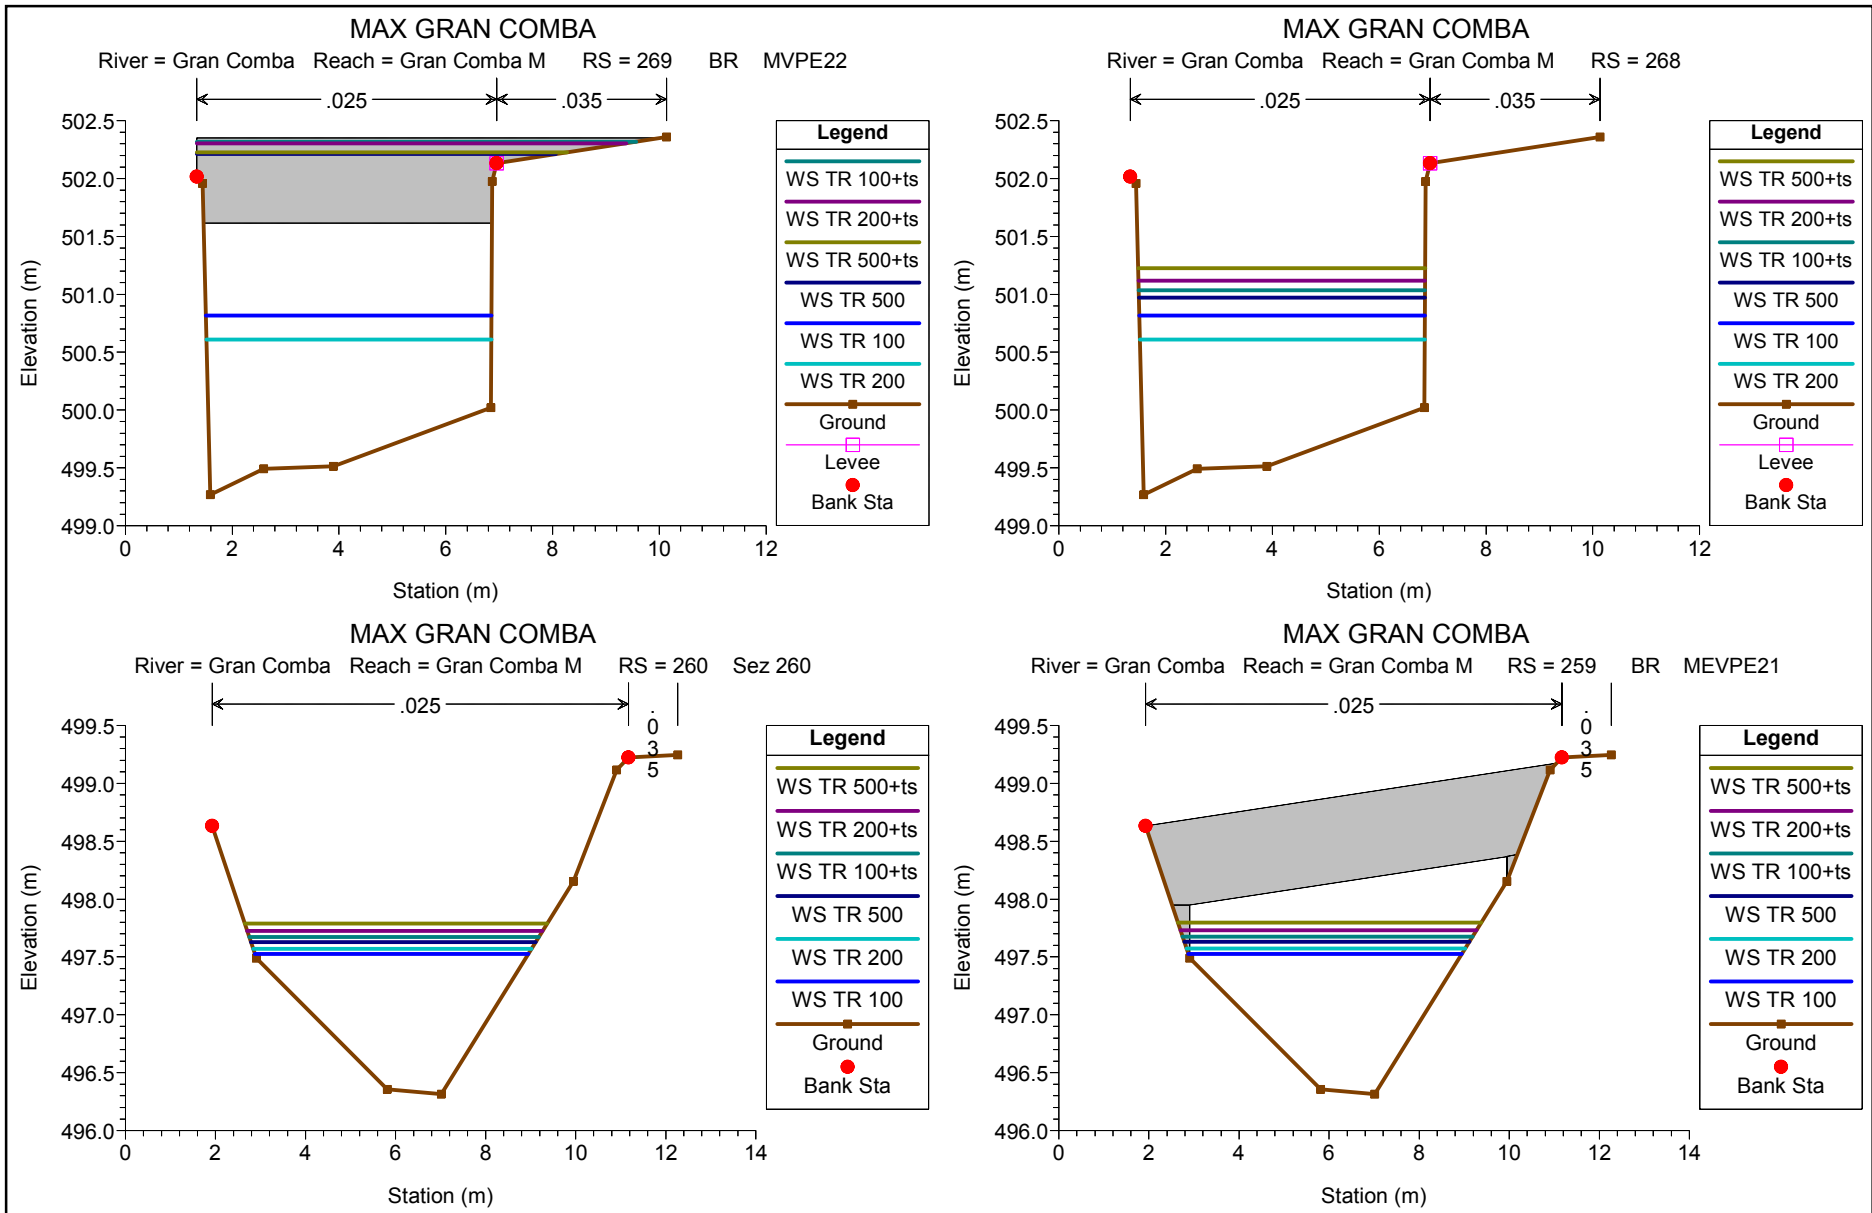 MAX GRAN COMBA
River = Gran Comba Reach = Gran Comba M RS = 269 BR MVPE22
.025
.035
502.5
502.0
501.5
501.0
500.5
500.0
499.5
499.0
0 2 4 6 8 10 12
Station (m)
Elevation (m)
Legend
WS TR 100+ts
WS TR 200+ts
WS TR 500+ts
WS TR 500
WS TR 100
WS TR 200
Ground
Levee
Bank Sta
MAX GRAN COMBA
River = Gran Comba Reach = Gran Comba M RS = 268
.025
.035
502.5
502.0
501.5
501.0
500.5
500.0
499.5
499.0
0 2 4 6 8 10 12
Station (m)
Elevation (m)
Legend
WS TR 500+ts
WS TR 200+ts
WS TR 100+ts
WS TR 500
WS TR 100
WS TR 200
Ground
Levee
Bank Sta
MAX GRAN COMBA
River = Gran Comba Reach = Gran Comba M RS = 260 Sez 260
.025
.035
499.5
499.0
498.5
498.0
497.5
497.0
496.5
496.0
0 2 4 6 8 10 12 14
Station (m)
Elevation (m)
Legend
WS TR 500+ts
WS TR 200+ts
WS TR 100+ts
WS TR 500
WS TR 200
WS TR 100
Ground
Bank Sta
MAX GRAN COMBA
River = Gran Comba Reach = Gran Comba M RS = 259 BR MEVPE21
.025
.035
499.5
499.0
498.5
498.0
497.5
497.0
496.5
496.0
0 2 4 6 8 10 12 14
Station (m)
Elevation (m)
Legend
WS TR 500+ts
WS TR 200+ts
WS TR 100+ts
WS TR 500
WS TR 200
WS TR 100
Ground
Bank Sta